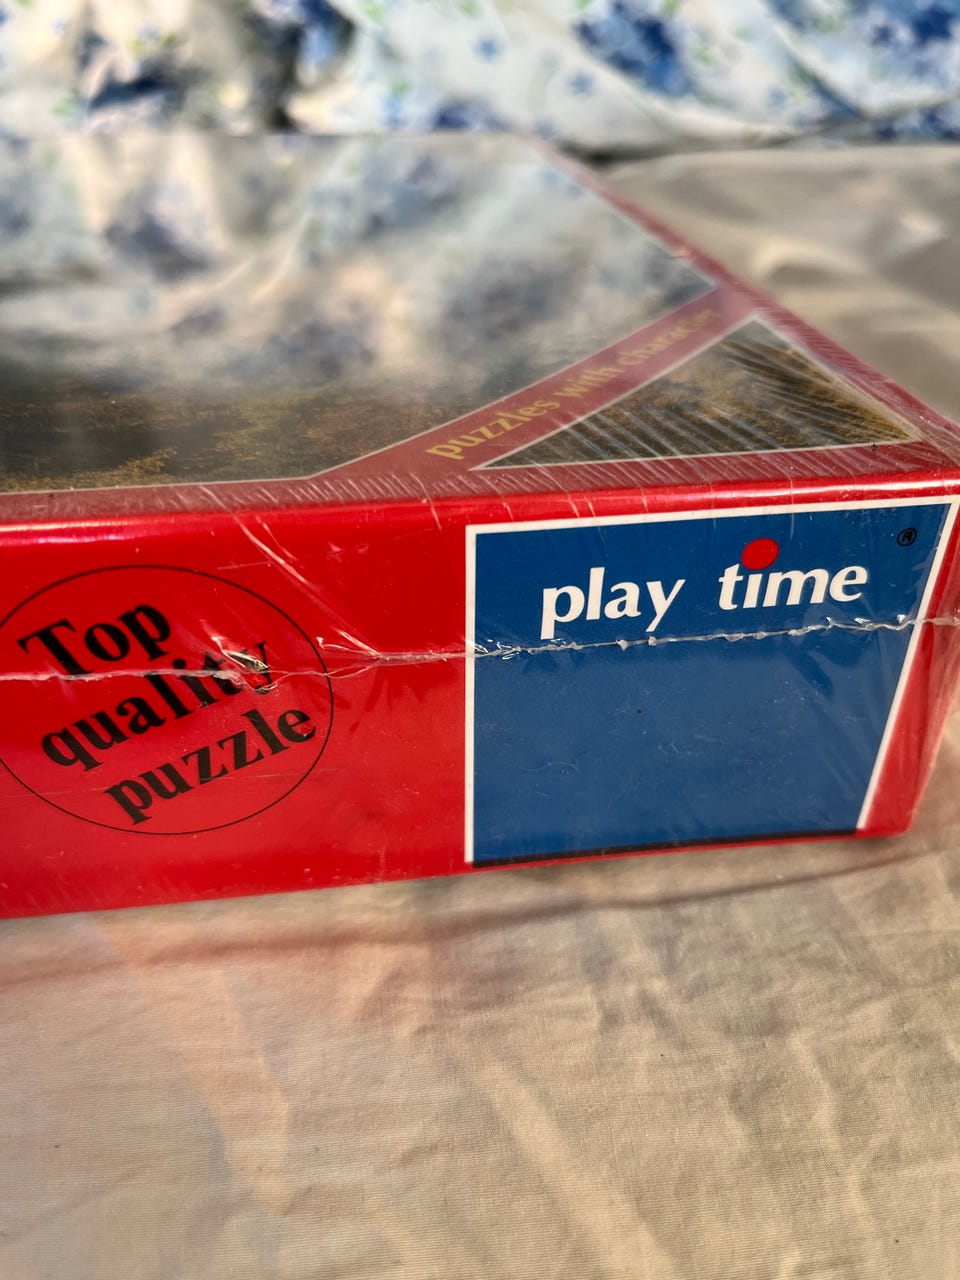 puzzles with character
play time ®
Top
quality
puzzle